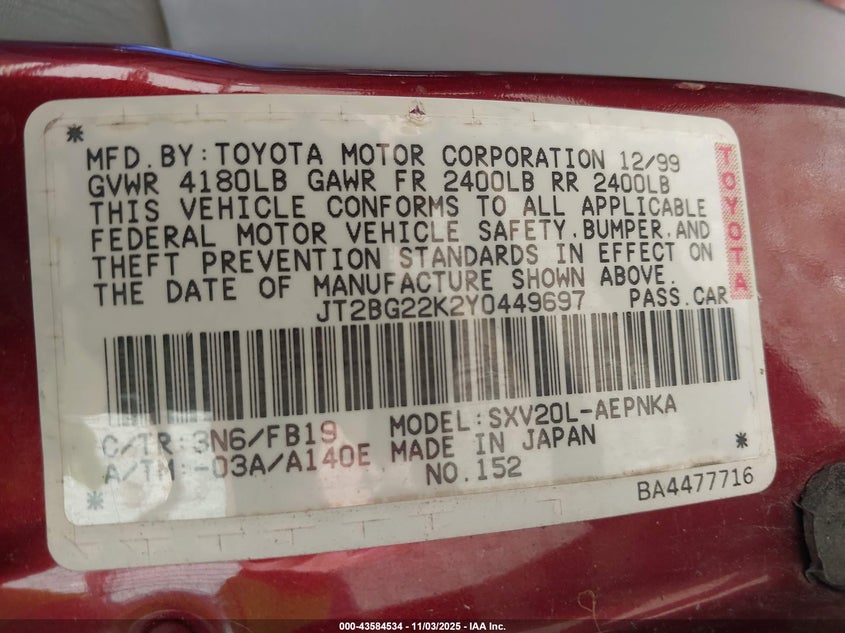 MFD.BY:TOYOTA MOTOR CORPORATION 12/99
GVWR 4180LB GAWR FR 2400LB RR 2400LB
THIS VEHICLE CONFORMS TO ALL APPLICABLE
FEDERAL MOTOR VEHICLE SAFETY,BUMPER,AND
THEFT PREVENTION STANDARDS IN EFFECT ON
THE DATE OF MANUFACTURE SHOWN ABOVE.
JT2BG22K2Y0449697 PASS.CAR
TOYOTA
C/TR:3N6/FB19 MODEL:SXV20L-AEPNKA
A/TM:-03A/A140E MADE IN JAPAN
NO.152
BA4477716
000-43584534 - 11/03/2025 - IAA Inc.